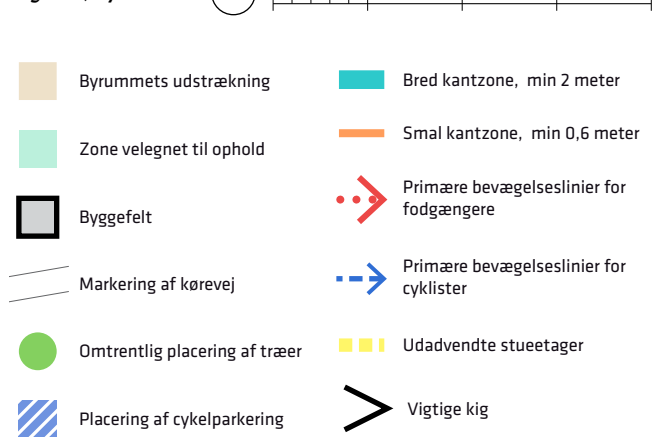 Byrummets udstrækning
Zone velegnet til ophold
Byggefelt
Markering af kørevej
Omtrentlig placering af træer
Placering af cykelparkering
Bred kantzone, min 2 meter
Smal kantzone, min 0,6 meter
Primære bevægelseslinier for
fodgængere
Primære bevægelseslinier for
cyklister
Udadvendte stueetager
Vigtige kig